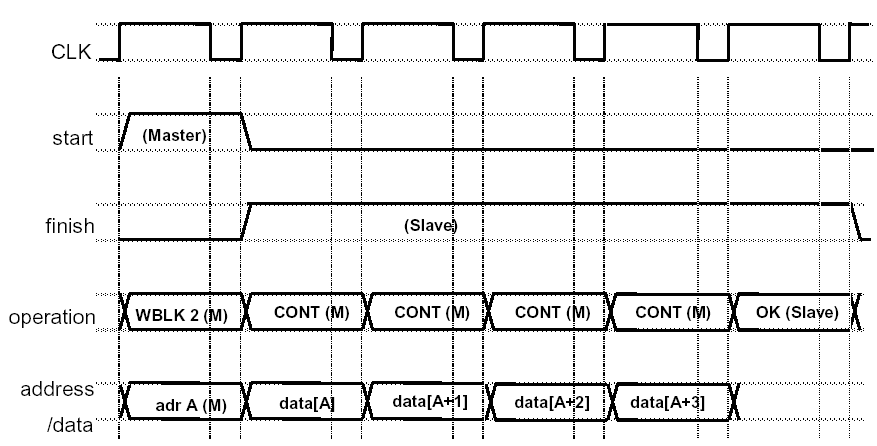 CLK
start
(Master)
finish
(Slave)
operation
WBLK 2 (M)
CONT (M)
CONT (M)
CONT (M)
CONT (M)
OK (Slave)
address
/data
adr A (M)
data[A]
data[A+1]
data[A+2]
data[A+3]